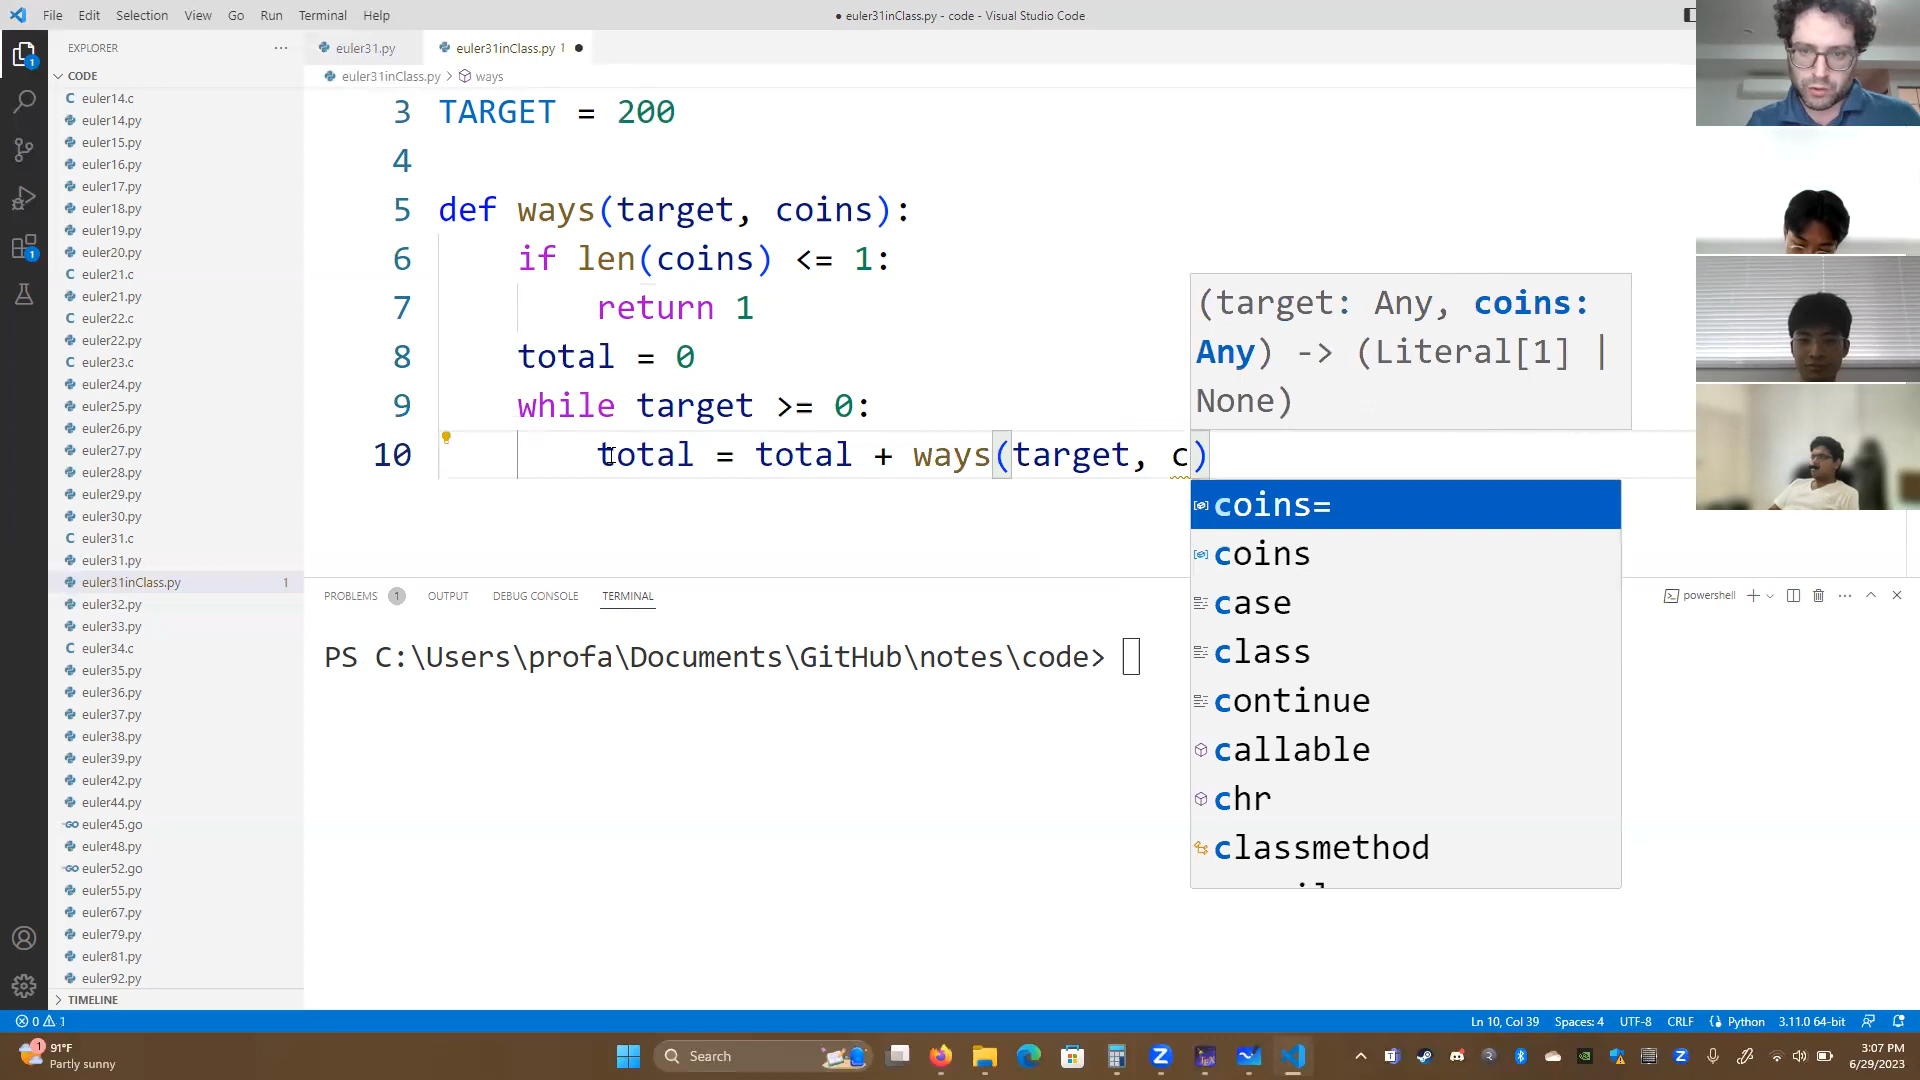 File Edit Selection View Go Run Terminal Help
● euler31inClass.py - code - Visual Studio Code
EXPLORER ···
CODE
euler14.c
euler14.py
euler15.py
euler16.py
euler17.py
euler18.py
euler19.py
euler20.py
euler21.c
euler21.py
euler22.c
euler22.py
euler23.c
euler24.py
euler25.py
euler26.py
euler27.py
euler28.py
euler29.py
euler30.py
euler31.c
euler31.py
euler31inClass.py 1
euler32.py
euler33.py
euler34.c
euler35.py
euler36.py
euler37.py
euler38.py
euler39.py
euler42.py
euler44.py
euler45.go
euler48.py
euler52.go
euler55.py
euler67.py
euler79.py
euler81.py
euler92.py
TIMELINE
euler31.py
euler31inClass.py 1 ●
euler31inClass.py > ways
3 TARGET = 200
4
5 def ways(target, coins):
6 if len(coins) <= 1:
7 return 1
8 total = 0
9 while target >= 0:
10 total = total + ways(target, c)
(target: Any, coins:
Any) -> (Literal[1] |
None)
coins=
coins
case
class
continue
callable
chr
classmethod
PROBLEMS 1 OUTPUT DEBUG CONSOLE TERMINAL
powershell
PS C:\Users\profa\Documents\GitHub\notes\code>
0 1
Ln 10, Col 39 Spaces: 4 UTF-8 CRLF Python 3.11.0 64-bit
1 91°F
Partly sunny
Search
3:07 PM
6/29/2023